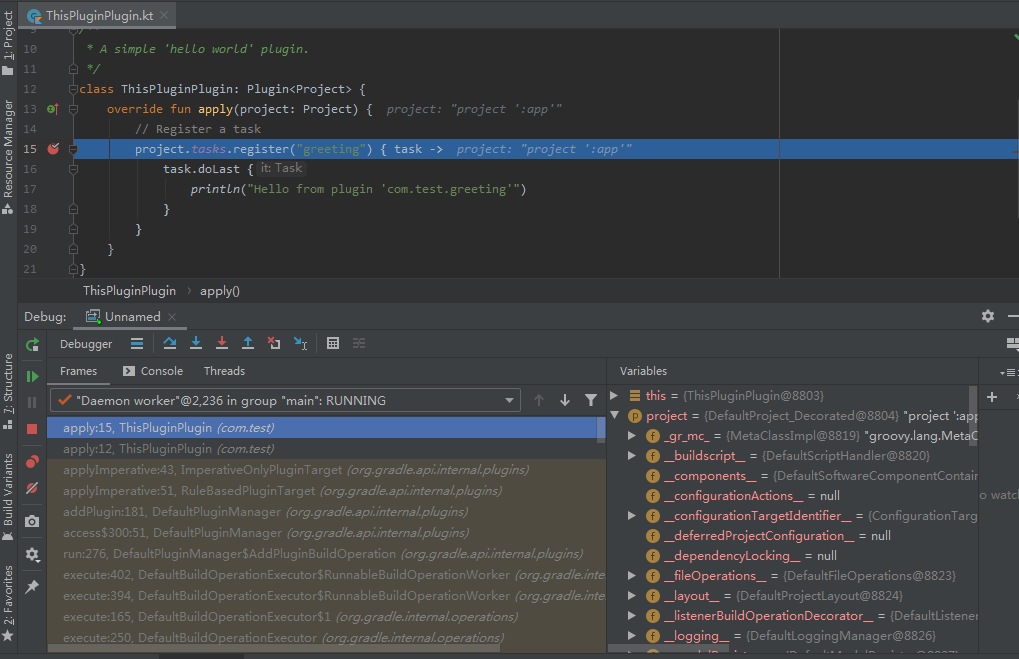 ThisPluginPlugin.kt
1: Project
Resource Manager
7: Structure
Build Variants
2: Favorites
9 /**
10 * A simple 'hello world' plugin.
11 */
12 class ThisPluginPlugin: Plugin<Project> {
13 override fun apply(project: Project) { project: "project ':app'"
14 // Register a task
15 project.tasks.register("greeting") { task -> project: "project ':app'"
16 task.doLast { it: Task
17 println("Hello from plugin 'com.test.greeting'")
18 }
19 }
20 }
21 }
ThisPluginPlugin › apply()
Debug: Unnamed
Debugger
Frames Console Threads
"Daemon worker"@2,236 in group "main": RUNNING
apply:15, ThisPluginPlugin (com.test)
apply:12, ThisPluginPlugin (com.test)
applyImperative:43, ImperativeOnlyPluginTarget (org.gradle.api.internal.plugins)
applyImperative:51, RuleBasedPluginTarget (org.gradle.api.internal.plugins)
addPlugin:181, DefaultPluginManager (org.gradle.api.internal.plugins)
access$300:51, DefaultPluginManager (org.gradle.api.internal.plugins)
run:276, DefaultPluginManager$AddPluginBuildOperation (org.gradle.api.internal.plugins)
execute:402, DefaultBuildOperationExecutor$RunnableBuildOperationWorker (org.gradle.inte
execute:394, DefaultBuildOperationExecutor$RunnableBuildOperationWorker (org.gradle.inte
execute:165, DefaultBuildOperationExecutor$1 (org.gradle.internal.operations)
execute:250, DefaultBuildOperationExecutor (org.gradle.internal.operations)
Variables
this = {ThisPluginPlugin@8803}
project = {DefaultProject_Decorated@8804} "project ':app
_gr_mc_ = {MetaClassImpl@8819} "groovy.lang.MetaC
__buildscript__ = {DefaultScriptHandler@8820}
__components__ = {DefaultSoftwareComponentContair
__configurationActions__ = null
__configurationTargetIdentifier__ = {ConfigurationTarg
__deferredProjectConfiguration__ = null
__dependencyLocking__ = null
__fileOperations__ = {DefaultFileOperations@8823}
__layout__ = {DefaultProjectLayout@8824}
__listenerBuildOperationDecorator__ = {DefaultListener
__logging__ = {DefaultLoggingManager@8826}
o watch